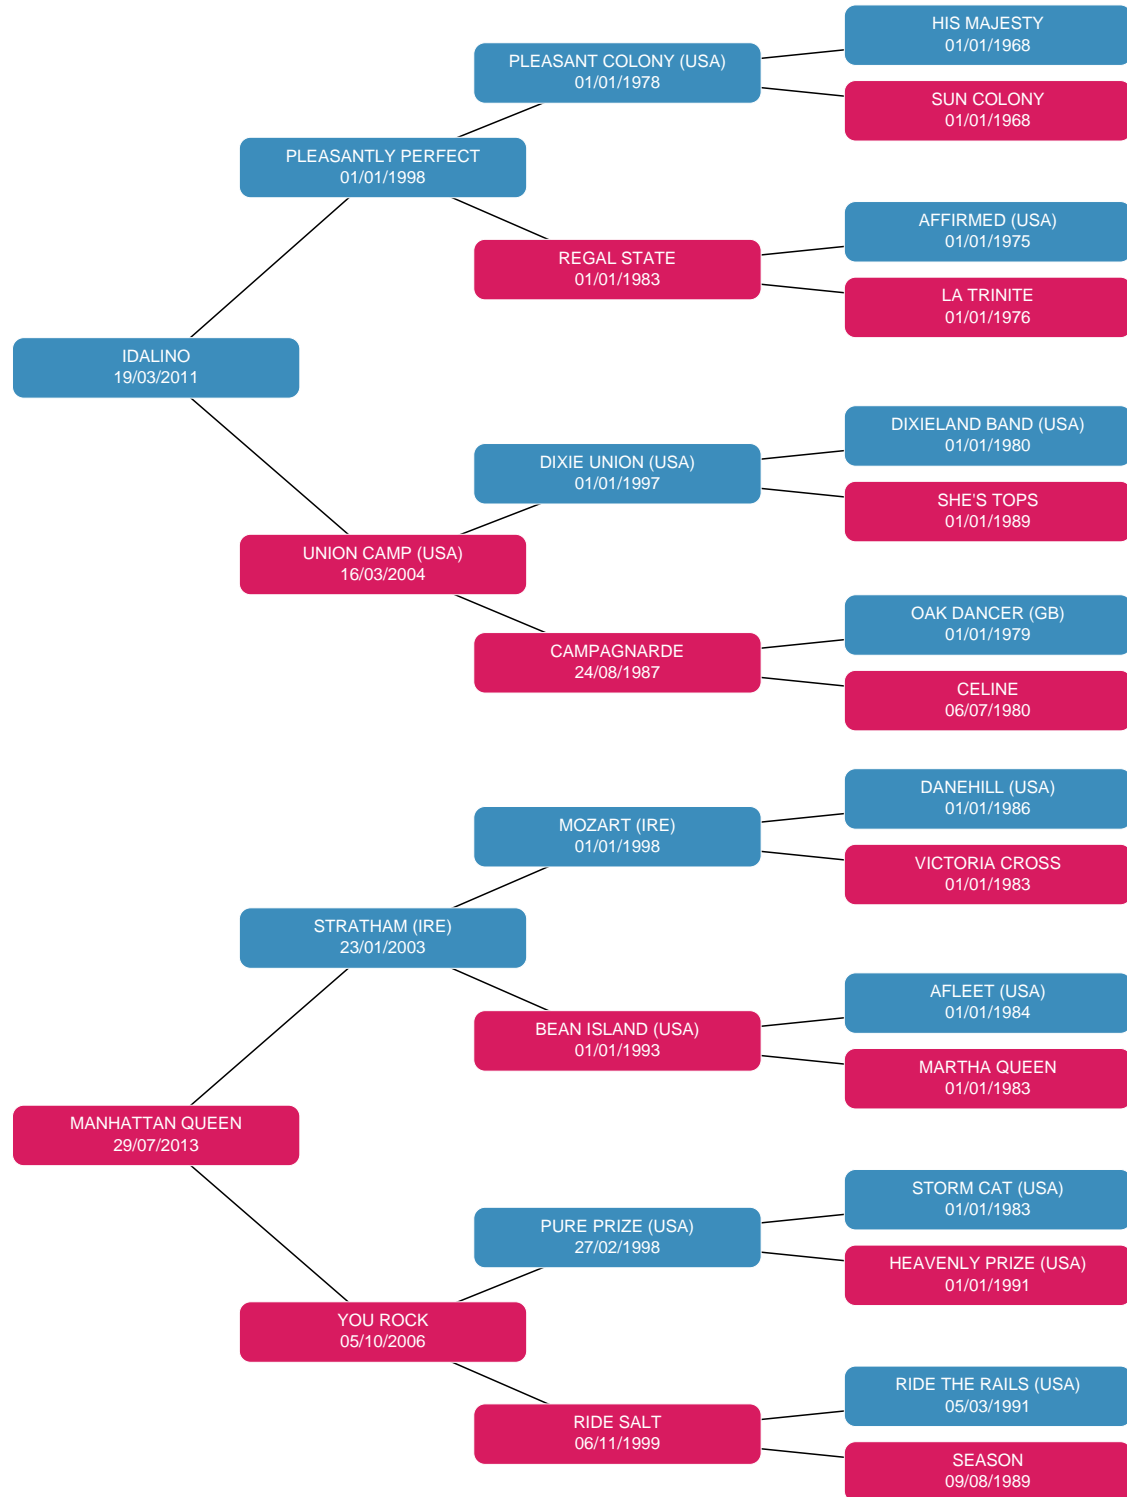 HIS MAJESTY
01/01/1968
PLEASANT COLONY (USA)
01/01/1978
SUN COLONY
01/01/1968
PLEASANTLY PERFECT
01/01/1998
AFFIRMED (USA)
01/01/1975
REGAL STATE
01/01/1983
LA TRINITE
01/01/1976
IDALINO
19/03/2011
DIXIELAND BAND (USA)
01/01/1980
DIXIE UNION (USA)
01/01/1997
SHE'S TOPS
01/01/1989
UNION CAMP (USA)
16/03/2004
OAK DANCER (GB)
01/01/1979
CAMPAGNARDE
24/08/1987
CELINE
06/07/1980
DANEHILL (USA)
01/01/1986
MOZART (IRE)
01/01/1998
VICTORIA CROSS
01/01/1983
STRATHAM (IRE)
23/01/2003
AFLEET (USA)
01/01/1984
BEAN ISLAND (USA)
01/01/1993
MARTHA QUEEN
01/01/1983
MANHATTAN QUEEN
29/07/2013
STORM CAT (USA)
01/01/1983
PURE PRIZE (USA)
27/02/1998
HEAVENLY PRIZE (USA)
01/01/1991
YOU ROCK
05/10/2006
RIDE THE RAILS (USA)
05/03/1991
RIDE SALT
06/11/1999
SEASON
09/08/1989